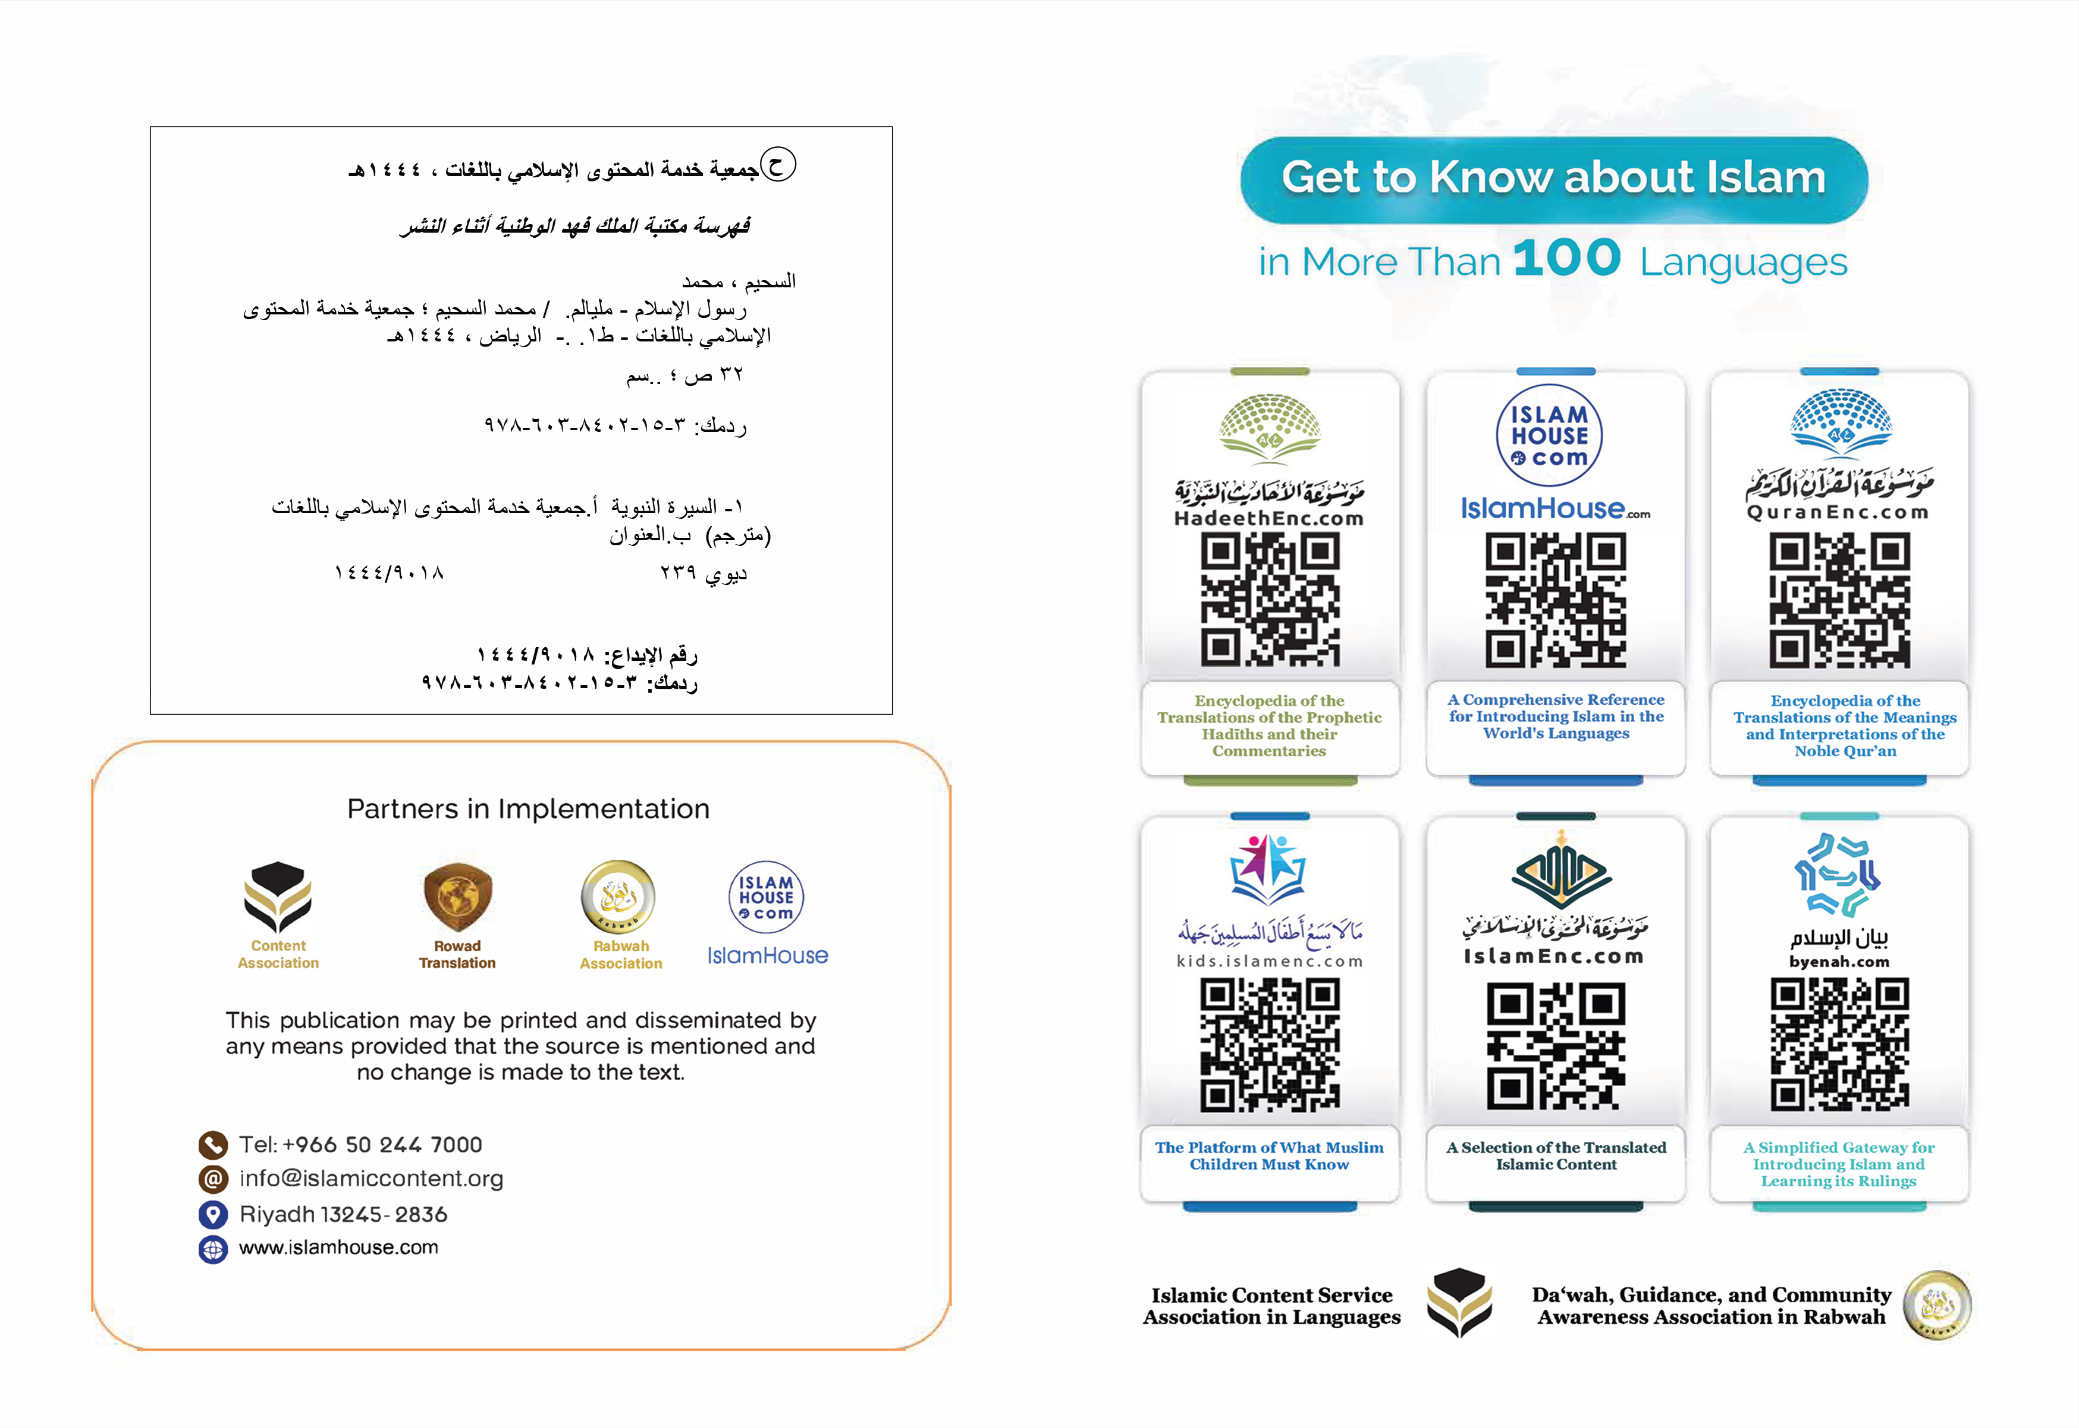 ح جمعية خدمة المحتوى الإسلامي باللغات ، ١٤٤٤هـ
فهرسة مكتبة الملك فهد الوطنية أثناء النشر
السحيم ، محمد
رسول الإسلام - مليالم. / محمد السحيم ؛ جمعية خدمة المحتوى
الإسلامي باللغات - ط١. .- الرياض ، ١٤٤٤هـ
٣٢ ص ؛ ..سم
ردمك: ٣-١٥-٨٤٠٢-٦٠٣-٩٧٨
١- السيرة النبوية أ.جمعية خدمة المحتوى الإسلامي باللغات
(مترجم) ب.العنوان
ديوي ٢٣٩ ١٤٤٤/٩٠١٨
رقم الإيداع: ١٤٤٤/٩٠١٨
ردمك: ٣-١٥-٨٤٠٢-٦٠٣-٩٧٨
Partners in Implementation
Content
Association
Rowad
Translation
Rabwah
Rabwah
Association
ISLAM
HOUSE
com
IslamHouse
This publication may be printed and disseminated by
any means provided that the source is mentioned and
no change is made to the text.
Tel: +966 50 244 7000
info@islamiccontent.org
Riyadh 13245- 2836
www.islamhouse.com
Get to Know about Islam
in More Than 100 Languages
موسوعة الأحاديث النبوية
HadeethEnc.com
Encyclopedia of the
Translations of the Prophetic
Hadīths and their
Commentaries
ISLAM
HOUSE
com
IslamHouse.com
A Comprehensive Reference
for Introducing Islam in the
World's Languages
موسوعة القرآن الكريم
QuranEnc.com
Encyclopedia of the
Translations of the Meanings
and Interpretations of the
Noble Qur’an
ما لا يسع أطفال المسلمين جهله
kids.islamenc.com
The Platform of What Muslim
Children Must Know
موسوعة المحتوى الإسلامي
IslamEnc.com
A Selection of the Translated
Islamic Content
بيان الإسلام
byenah.com
A Simplified Gateway for
Introducing Islam and
Learning its Rulings
Islamic Content Service
Association in Languages
Da‘wah, Guidance, and Community
Awareness Association in Rabwah
Rabwah